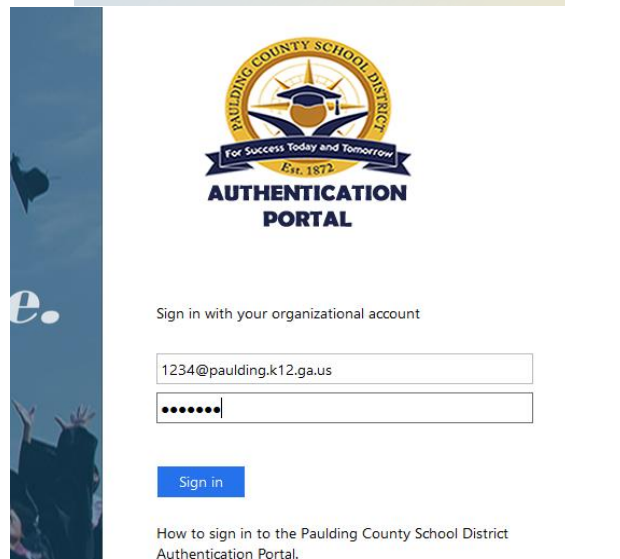 PAULDING COUNTY SCHOOL DISTRICT
For Success Today and Tomorrow
Est. 1872
AUTHENTICATION
PORTAL
e.
Sign in with your organizational account
1234@paulding.k12.ga.us
•••••••
Sign in
How to sign in to the Paulding County School District
Authentication Portal.